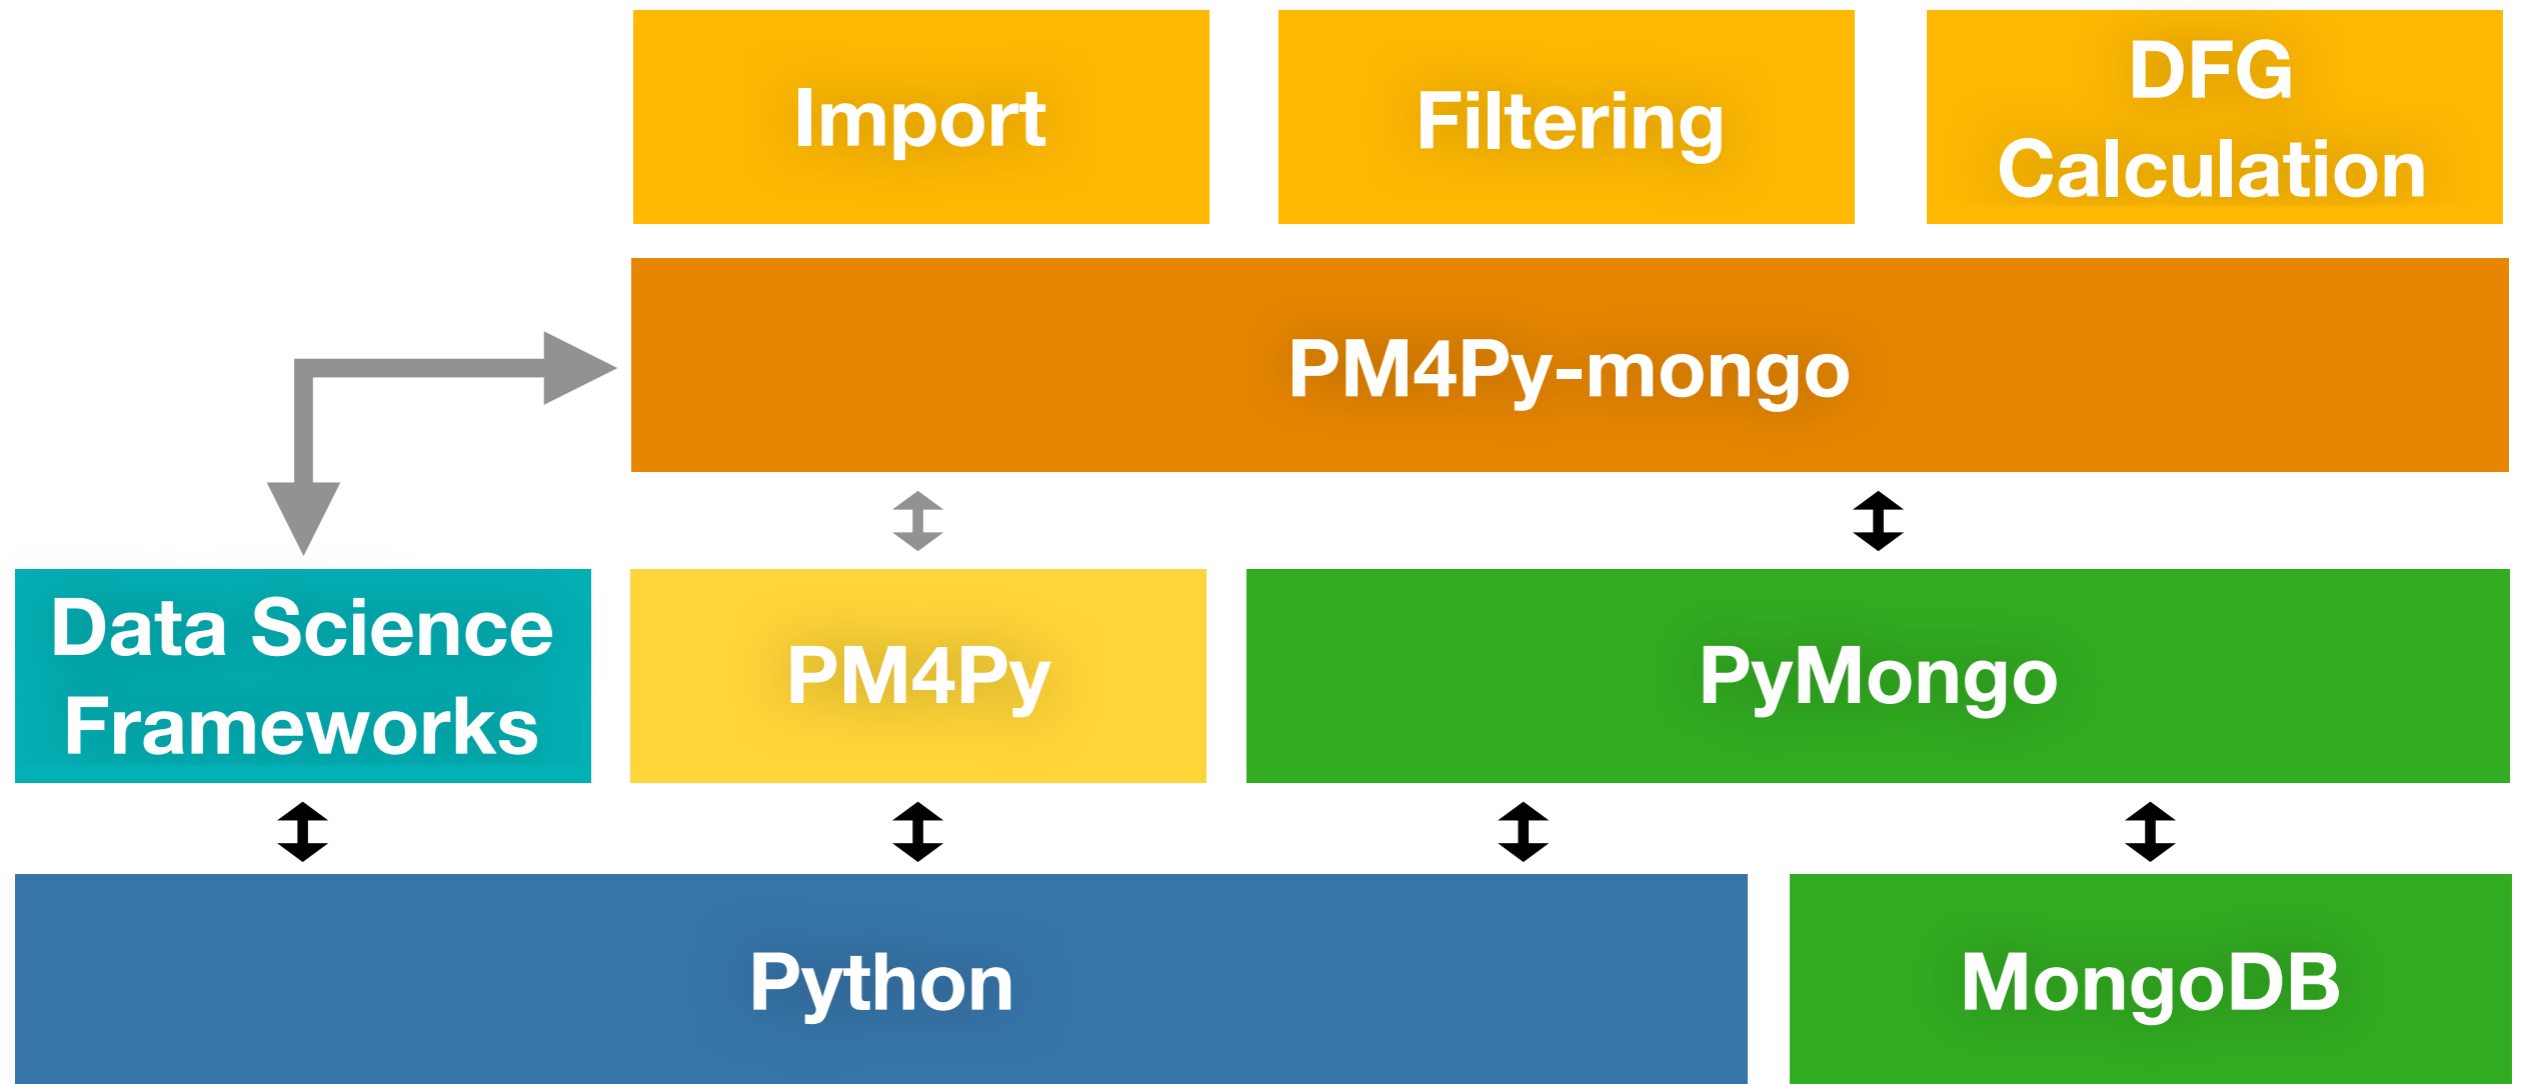 Import
Filtering
DFG
Calculation
PM4Py-mongo
Data Science
Frameworks
PM4Py
PyMongo
Python
MongoDB